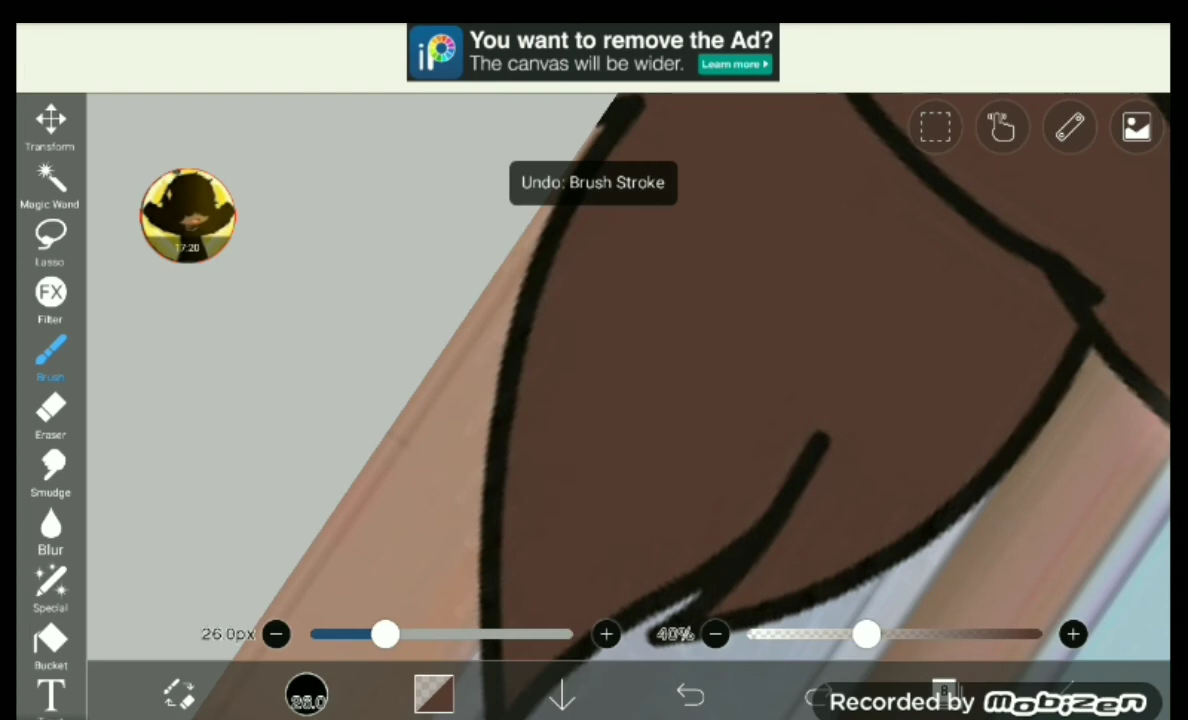 iP
You want to remove the Ad?
The canvas will be wider.
Learn more
Transform
Magic Wand
17:20
Undo: Brush Stroke
Lasso
FX
Filter
Brush
Eraser
Smudge
Blur
Special
26.0px
40%
Bucket
T
26.0
8
Recorded by mobizen